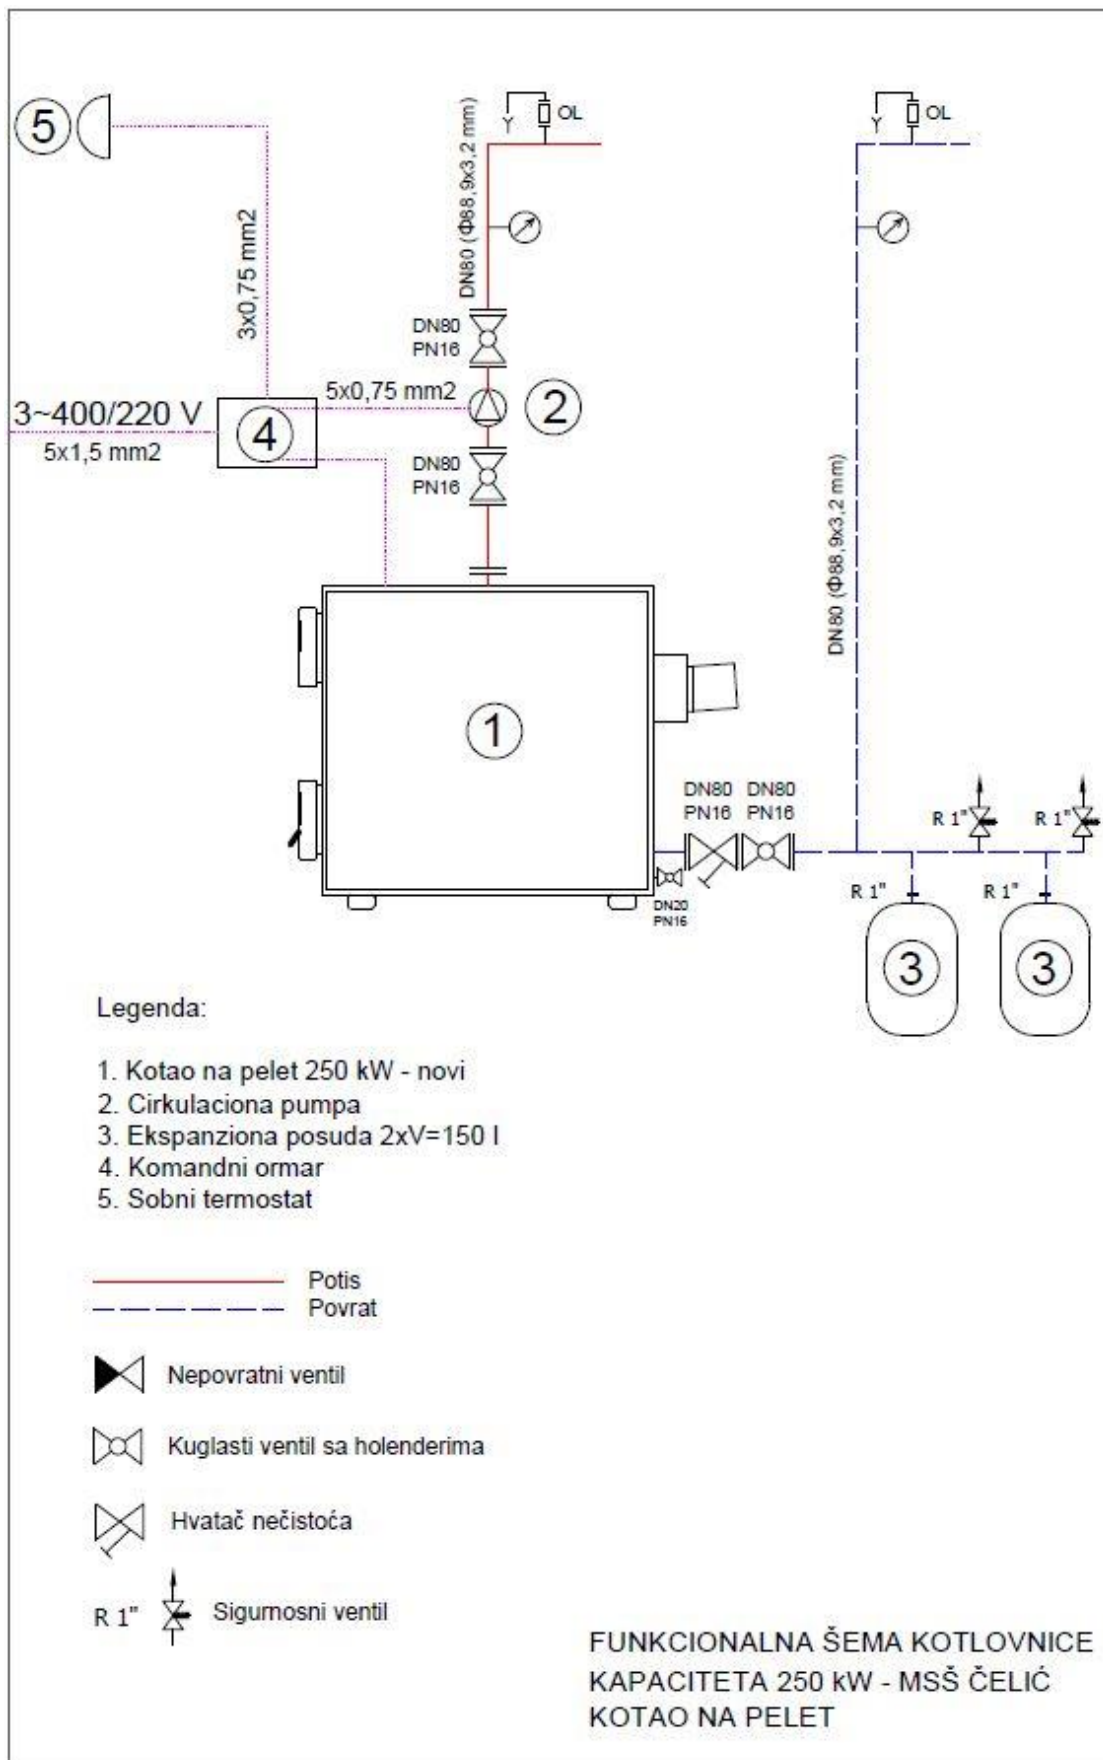 5
OL
OL
DN80 (Φ88,9x3,2 mm)
3x0,75 mm2
DN80
PN16
5x0,75 mm2
2
3~400/220 V
5x1,5 mm2
4
DN80
PN16
DN80 (Φ88,9x3,2 mm)
1
DN80
PN16
DN80
PN16
R 1"
R 1"
DN20
PN16
R 1"
R 1"
3
3
Legenda:
1. Kotao na pelet 250 kW - novi
2. Cirkulaciona pumpa
3. Ekspanziona posuda 2xV=150 l
4. Komandni ormar
5. Sobni termostat
Potis
Povrat
Nepovratni ventil
Kuglasti ventil sa holenderima
Hvatač nečistoća
R 1" Sigurnosni ventil
FUNKCIONALNA ŠEMA KOTLOVNICE
KAPACITETA 250 kW - MSŠ ČELIĆ
KOTAO NA PELET